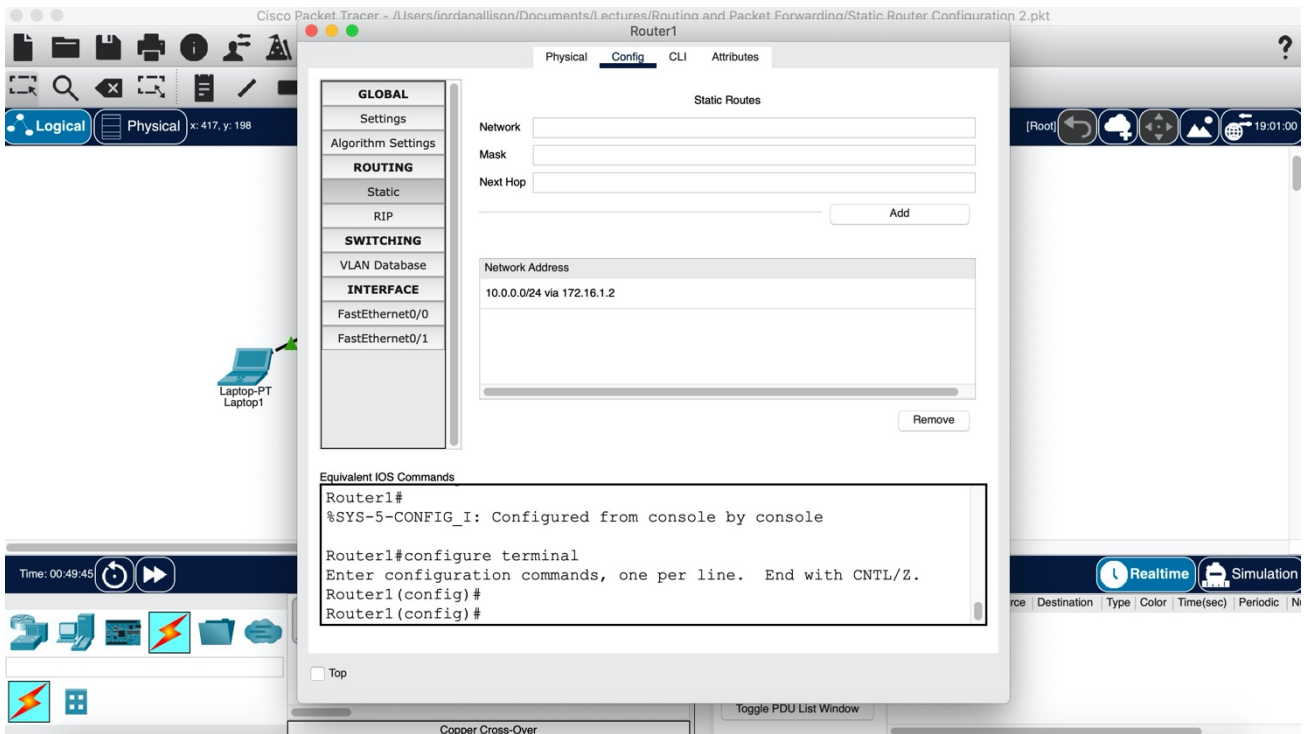 Cisco Packet Tracer - /Users/jordanallison/Documents/Lectures/Routing and Packet Forwarding/Static Router Configuration 2.pkt
Router1
Physical Config CLI Attributes
?
Logical
Physical
x: 417, y: 198
[Root]
19:01:00
GLOBAL
Settings
Algorithm Settings
ROUTING
Static
RIP
SWITCHING
VLAN Database
INTERFACE
FastEthernet0/0
FastEthernet0/1
Static Routes
Network
Mask
Next Hop
Add
Network Address
10.0.0.0/24 via 172.16.1.2
Remove
Laptop-PT
Laptop1
Equivalent IOS Commands
Router1#
%SYS-5-CONFIG_I: Configured from console by console
Router1#configure terminal
Enter configuration commands, one per line. End with CNTL/Z.
Router1(config)#
Router1(config)#
Top
Time: 00:49:45
Realtime
Simulation
Destination Type Color Time(sec) Periodic
Toggle PDU List Window
Copper Cross-Over